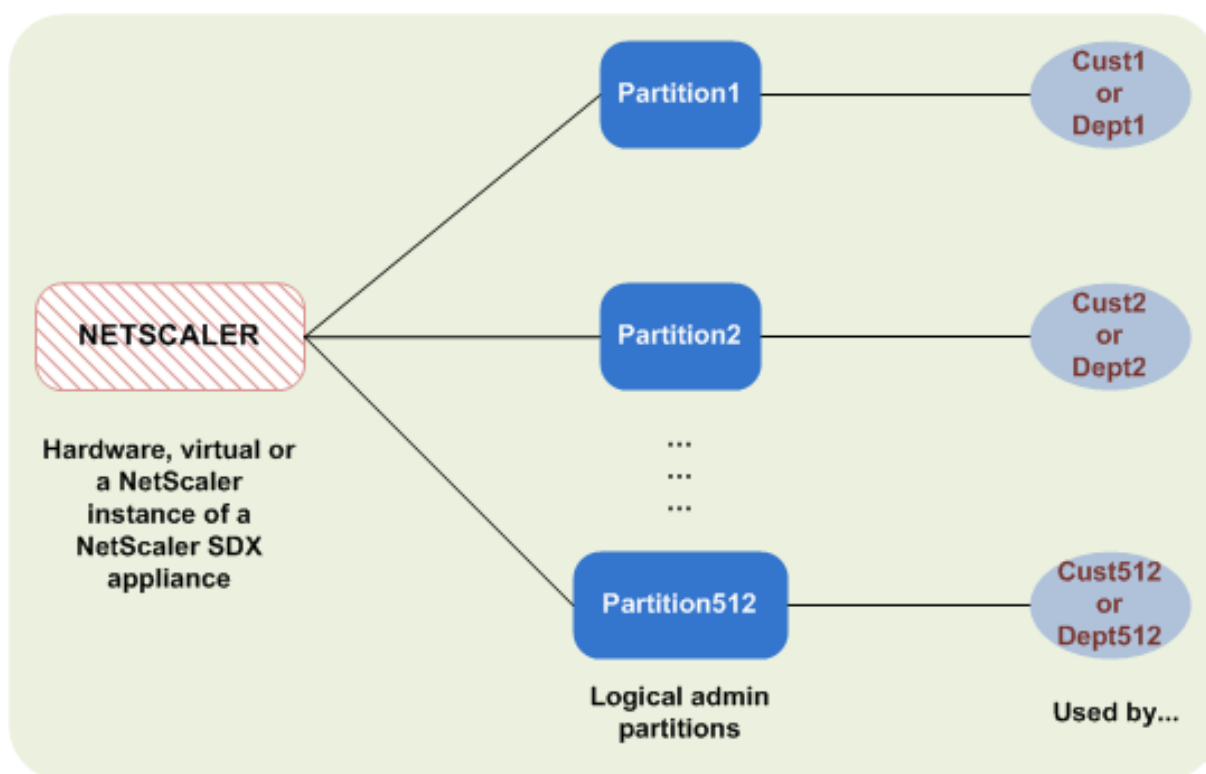 Partition1
Cust1
or
Dept1
NETSCALER
Partition2
Cust2
or
Dept2
Hardware, virtual or
a NetScaler
instance of a
NetScaler SDX
appliance
...
...
...
Partition512
Cust512
or
Dept512
Logical admin
partitions
Used by...